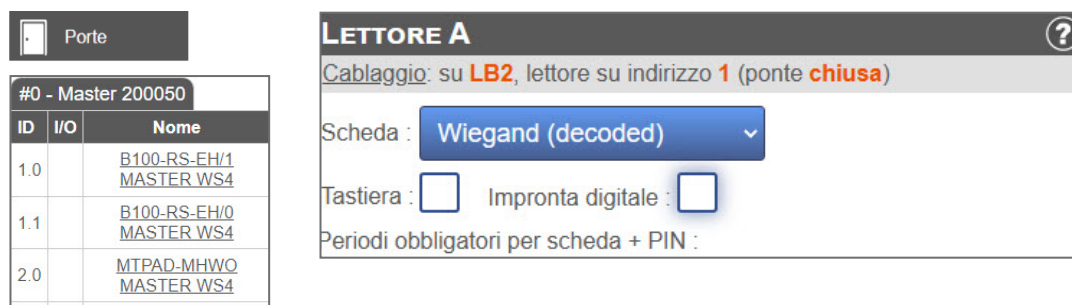 Porte
#0 - Master 200050
ID I/O Nome
1.0 B100-RS-EH/1
MASTER WS4
1.1 B100-RS-EH/0
MASTER WS4
2.0 MTPAD-MHWO
MASTER WS4
LETTORE A
?
Cablaggio: su LB2, lettore su indirizzo 1 (ponte chiusa)
Scheda : Wiegand (decoded)
Tastiera : Impronta digitale :
Periodi obbligatori per scheda + PIN :